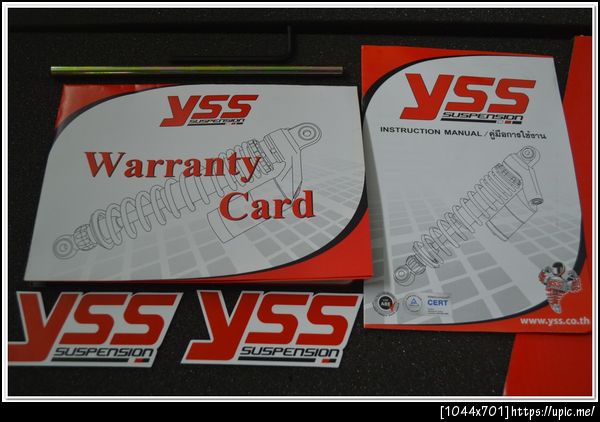 YSS
SUSPENSION
Warranty
Card
YSS
SUSPENSION
INSTRUCTION MANUAL / คู่มือการใช้งาน
CERT
www.yss.co.th
YSS
SUSPENSION
YSS
SUSPENSION
[1044x701]https://upic.me/